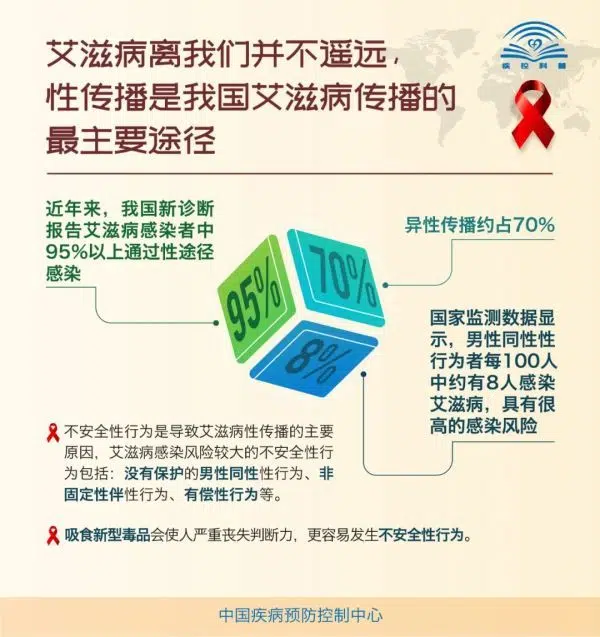 艾滋病离我们并不遥远，
性传播是我国艾滋病传播的
最主要途径
疾控科普
近年来，我国新诊断
报告艾滋病感染者中
95%以上通过性途径
感染
异性传播约占70%
95%
70%
8%
国家监测数据显
示，男性同性性
行为者每100人
中约有8人感染
艾滋病，具有很
高的感染风险
不安全性行为是导致艾滋病性传播的主要
原因，艾滋病感染风险较大的不安全性行
为包括：没有保护的男性同性性行为、非
固定性伴性行为、有偿性行为等。
吸食新型毒品会使人严重丧失判断力，更容易发生不安全性行为。
中国疾病预防控制中心